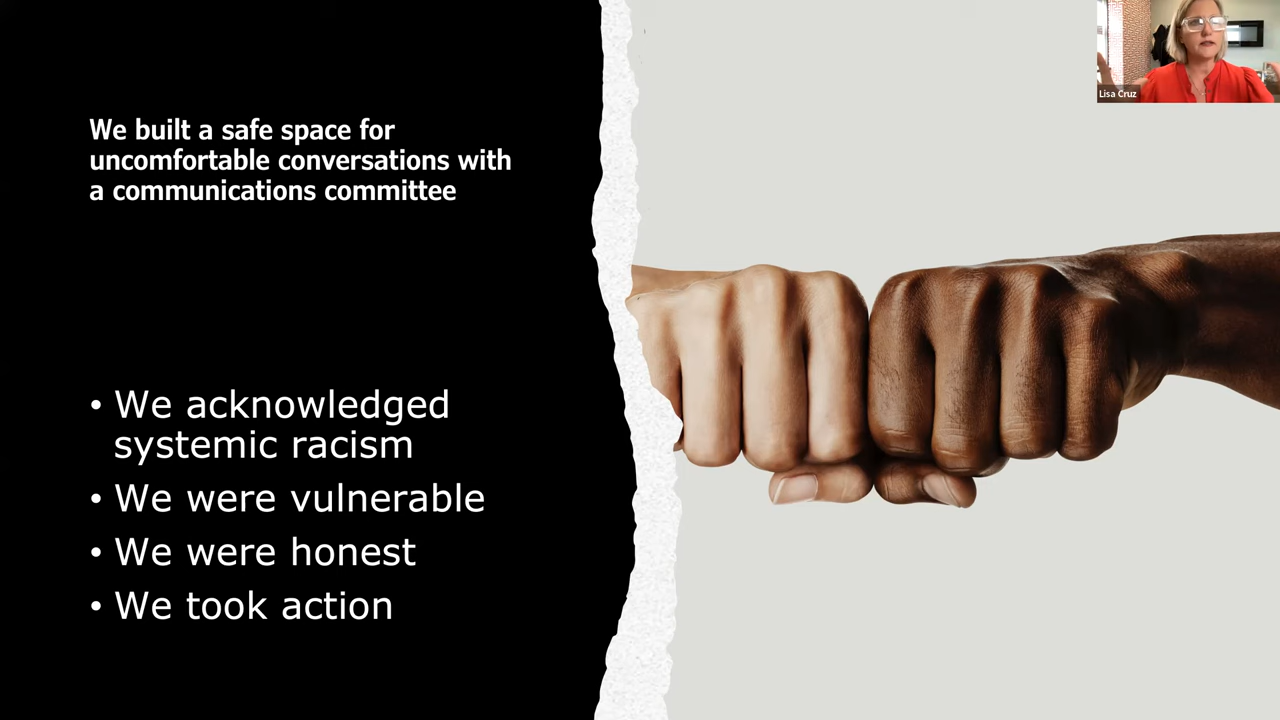 We built a safe space for
uncomfortable conversations with
a communications committee
• We acknowledged
systemic racism
• We were vulnerable
• We were honest
• We took action
Lisa Cruz